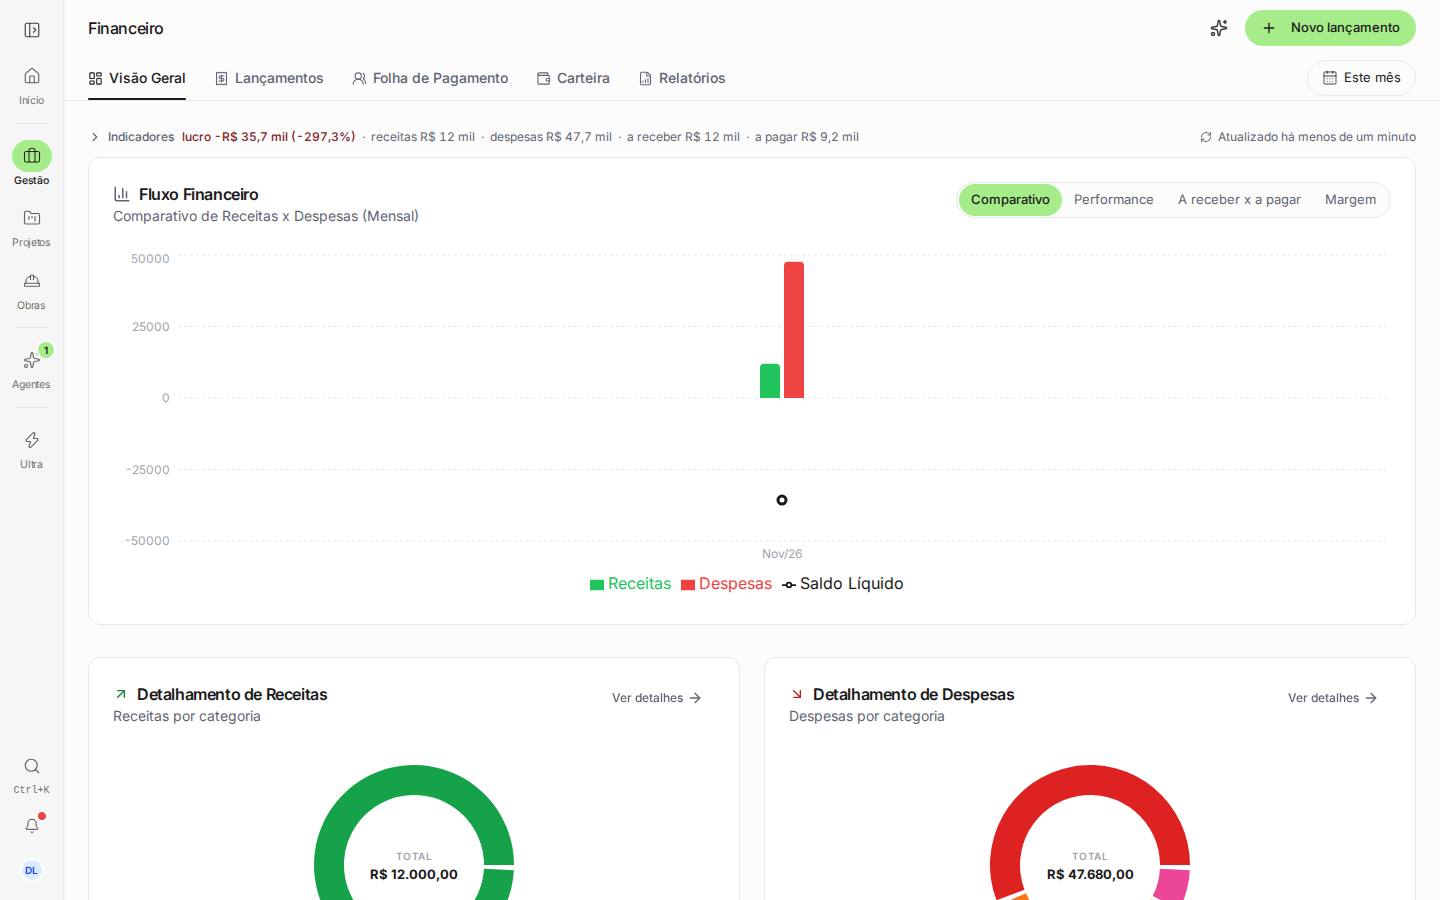 Financeiro
Novo lançamento
Visão Geral
Lançamentos
Folha de Pagamento
Carteira
Relatórios
Este mês
Início
Gestão
Projetos
Obras
1
Agentes
Ultra
Ctrl+K
DL
Indicadores lucro -R$ 35,7 mil (-297,3%) · receitas R$ 12 mil · despesas R$ 47,7 mil · a receber R$ 12 mil · a pagar R$ 9,2 mil
Atualizado há menos de um minuto
Fluxo Financeiro
Comparativo de Receitas x Despesas (Mensal)
Comparativo
Performance
A receber x a pagar
Margem
50000
25000
0
-25000
-50000
Nov/26
Receitas
Despesas
Saldo Líquido
Detalhamento de Receitas
Receitas por categoria
Ver detalhes
TOTAL
R$ 12.000,00
Detalhamento de Despesas
Despesas por categoria
Ver detalhes
TOTAL
R$ 47.680,00